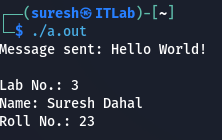 ┌──(suresh㉿ITLab)-[~]
└─$ ./a.out
Message sent: Hello World!

Lab No.: 3
Name: Suresh Dahal
Roll No.: 23